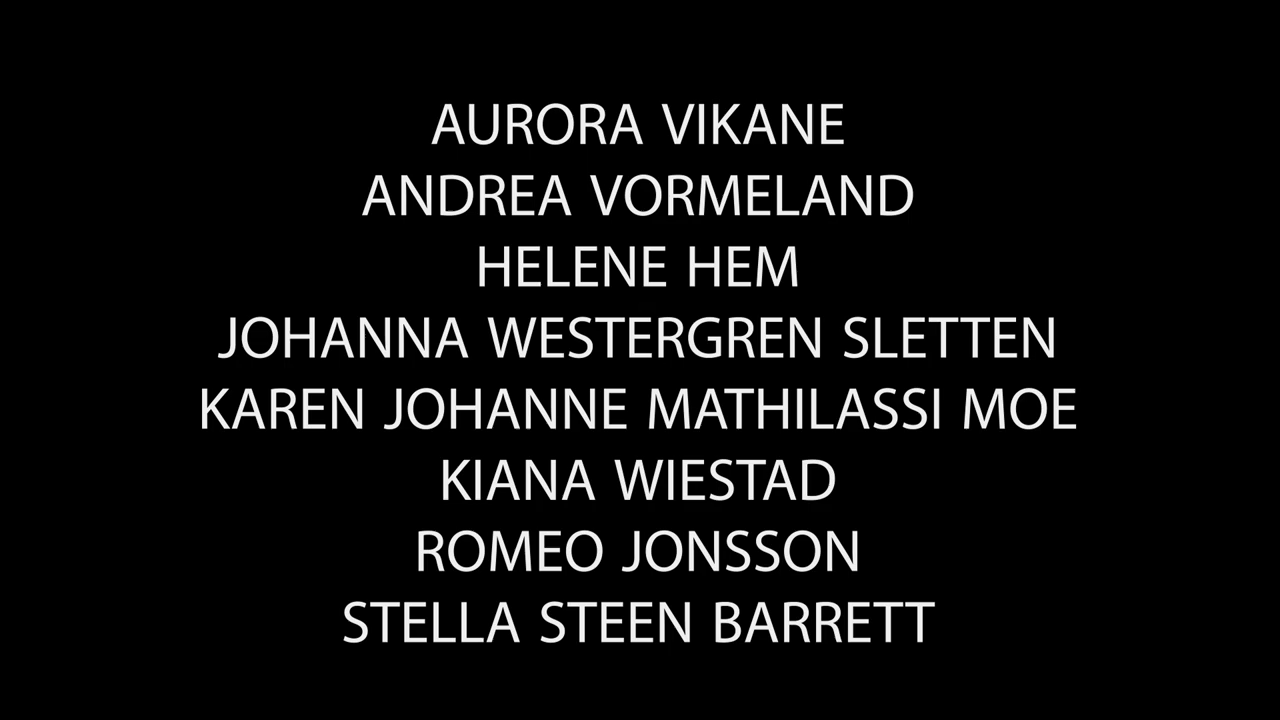 AURORA VIKANE
ANDREA VORMELAND
HELENE HEM
JOHANNA WESTERGREN SLETTEN
KAREN JOHANNE MATHILASSI MOE
KIANA WIESTAD
ROMEO JONSSON
STELLA STEEN BARRETT